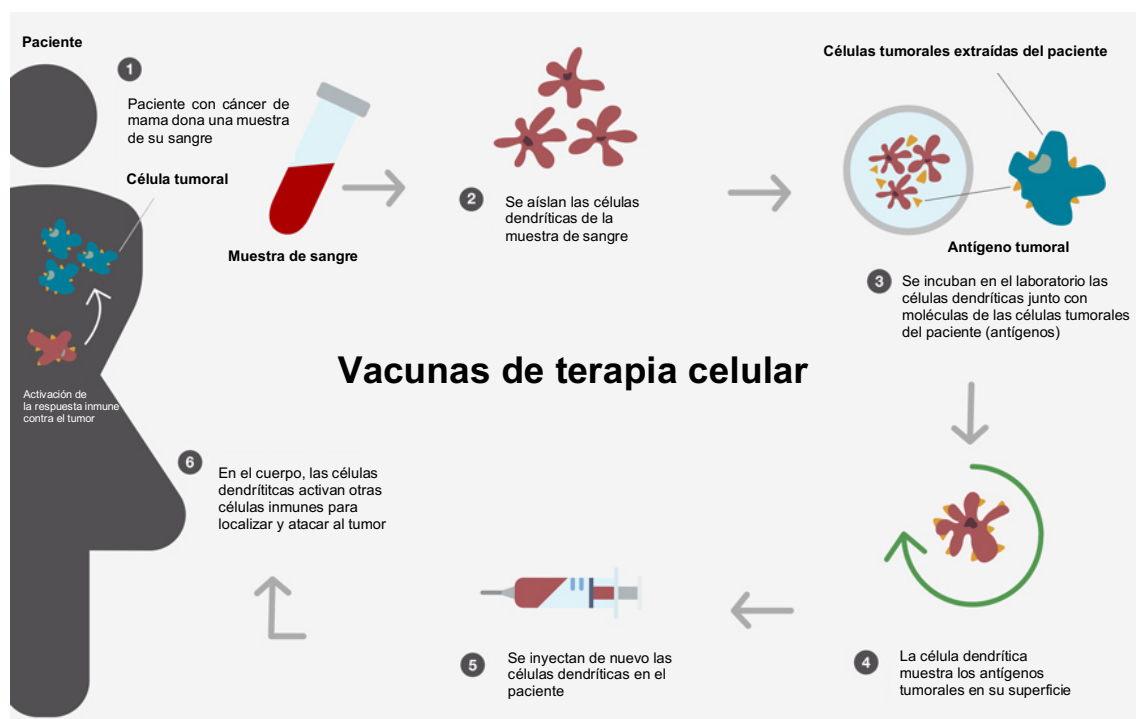 Paciente
1
Paciente con cáncer de
mama dona una muestra
de su sangre
Célula tumoral
Muestra de sangre
2
Se aíslan las células
dendríticas de la
muestra de sangre
Células tumorales extraídas del paciente
Antígeno tumoral
3
Se incuban en el laboratorio las
células dendríticas junto con
moléculas de las células tumorales
del paciente (antígenos)
Vacunas de terapia celular
Activación de
la respuesta inmune
contra el tumor
4
La célula dendrítica
muestra los antígenos
tumorales en su superficie
5
Se inyectan de nuevo las
células dendríticas en el
paciente
6
En el cuerpo, las células
dendrítitcas activan otras
células inmunes para
localizar y atacar al tumor